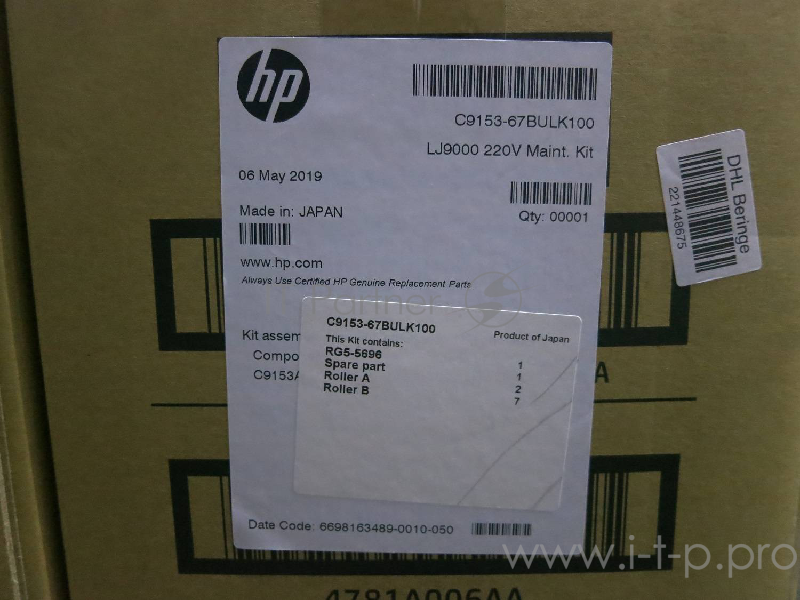 hp
C9153-67BULK100
LJ9000 220V Maint. Kit
06 May 2019
Made in: JAPAN
Qty: 00001
www.hp.com
Always Use Certified HP Genuine Replacement Parts
Partner
Kit assem
Compo
C9153A
A
C9153-67BULK100
Product of Japan
This Kit contains:
RG5-5696
Spare part 1
Roller A 1
Roller B 2
7
Date Code: 6698163489-0010-050
DHL Beringe
221448675
www.i-t-p.pro
4781A006AA